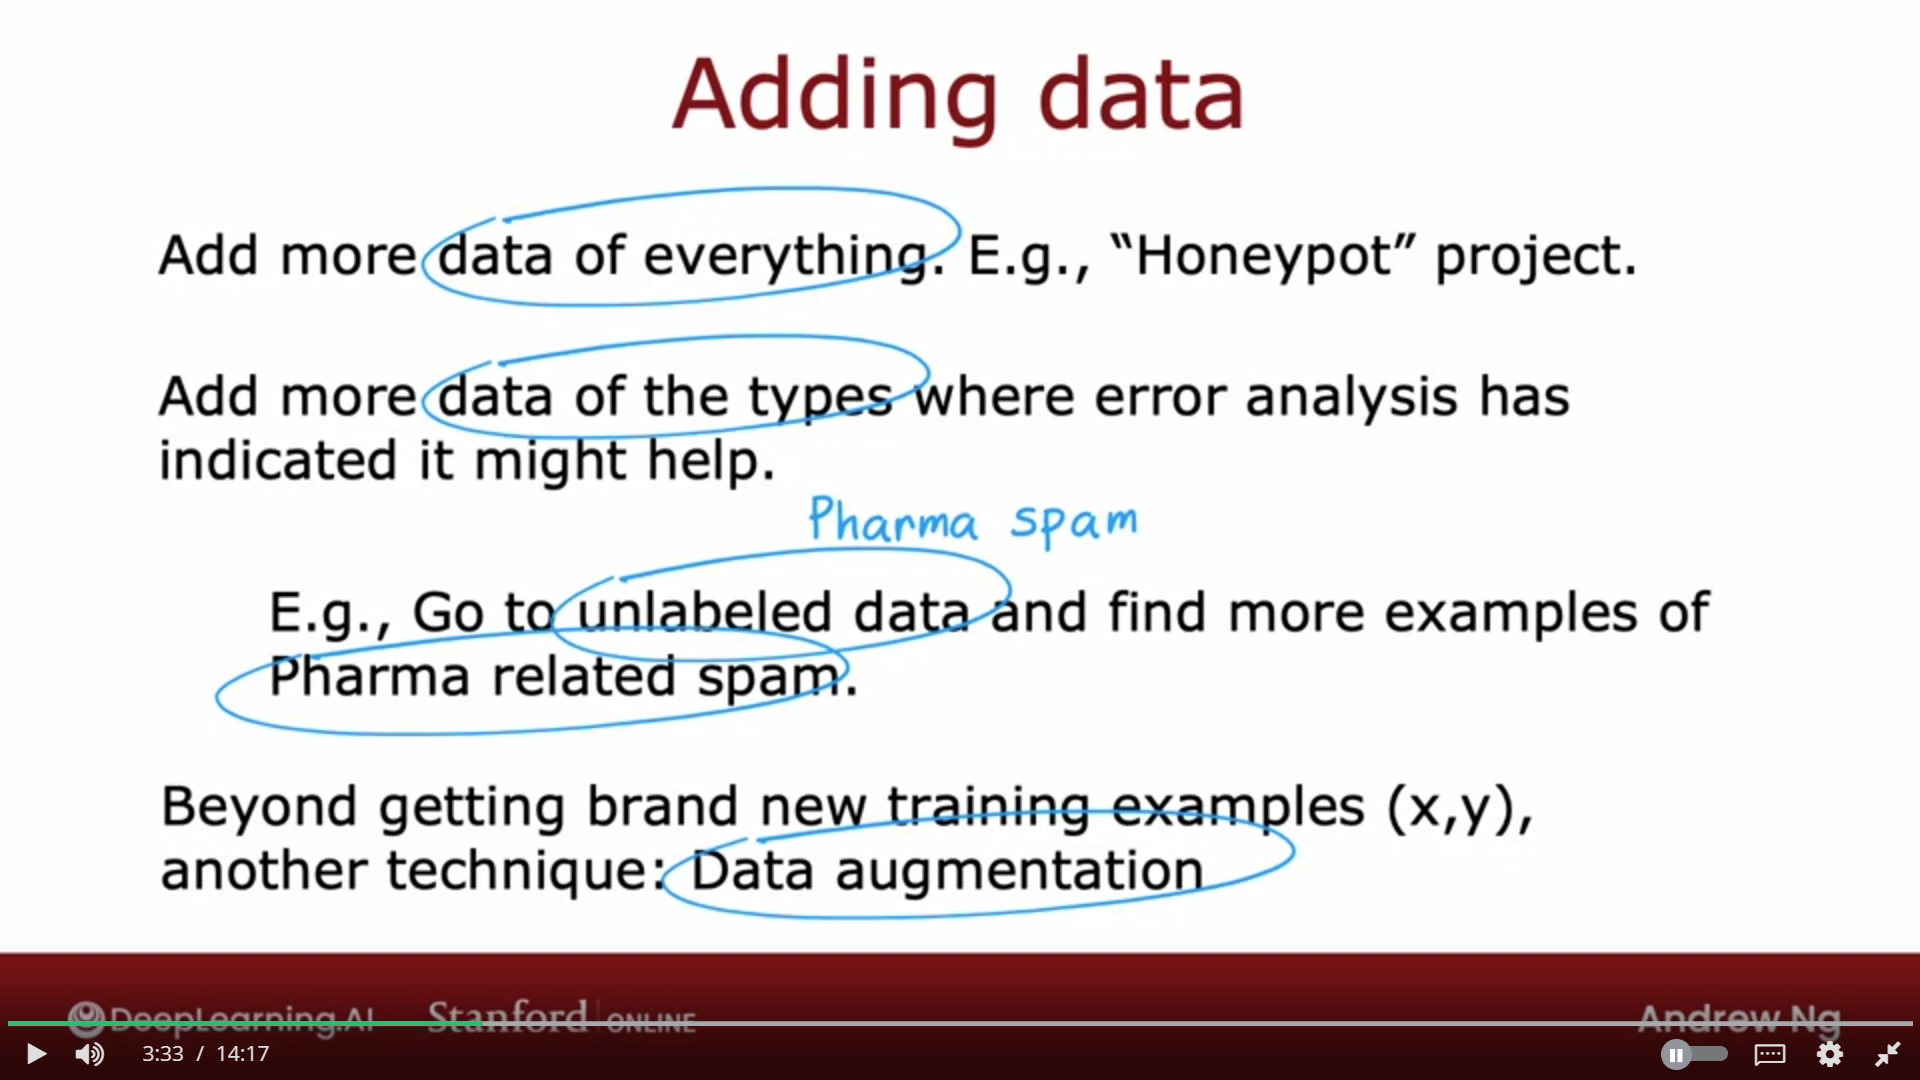 Adding data
Add more data of everything. E.g., “Honeypot” project.
Add more data of the types where error analysis has
indicated it might help.
Pharma spam
E.g., Go to unlabeled data and find more examples of
Pharma related spam.
Beyond getting brand new training examples (x,y),
another technique: Data augmentation
DeepLearning.AI Stanford ONLINE Andrew Ng
3:33 / 14:17